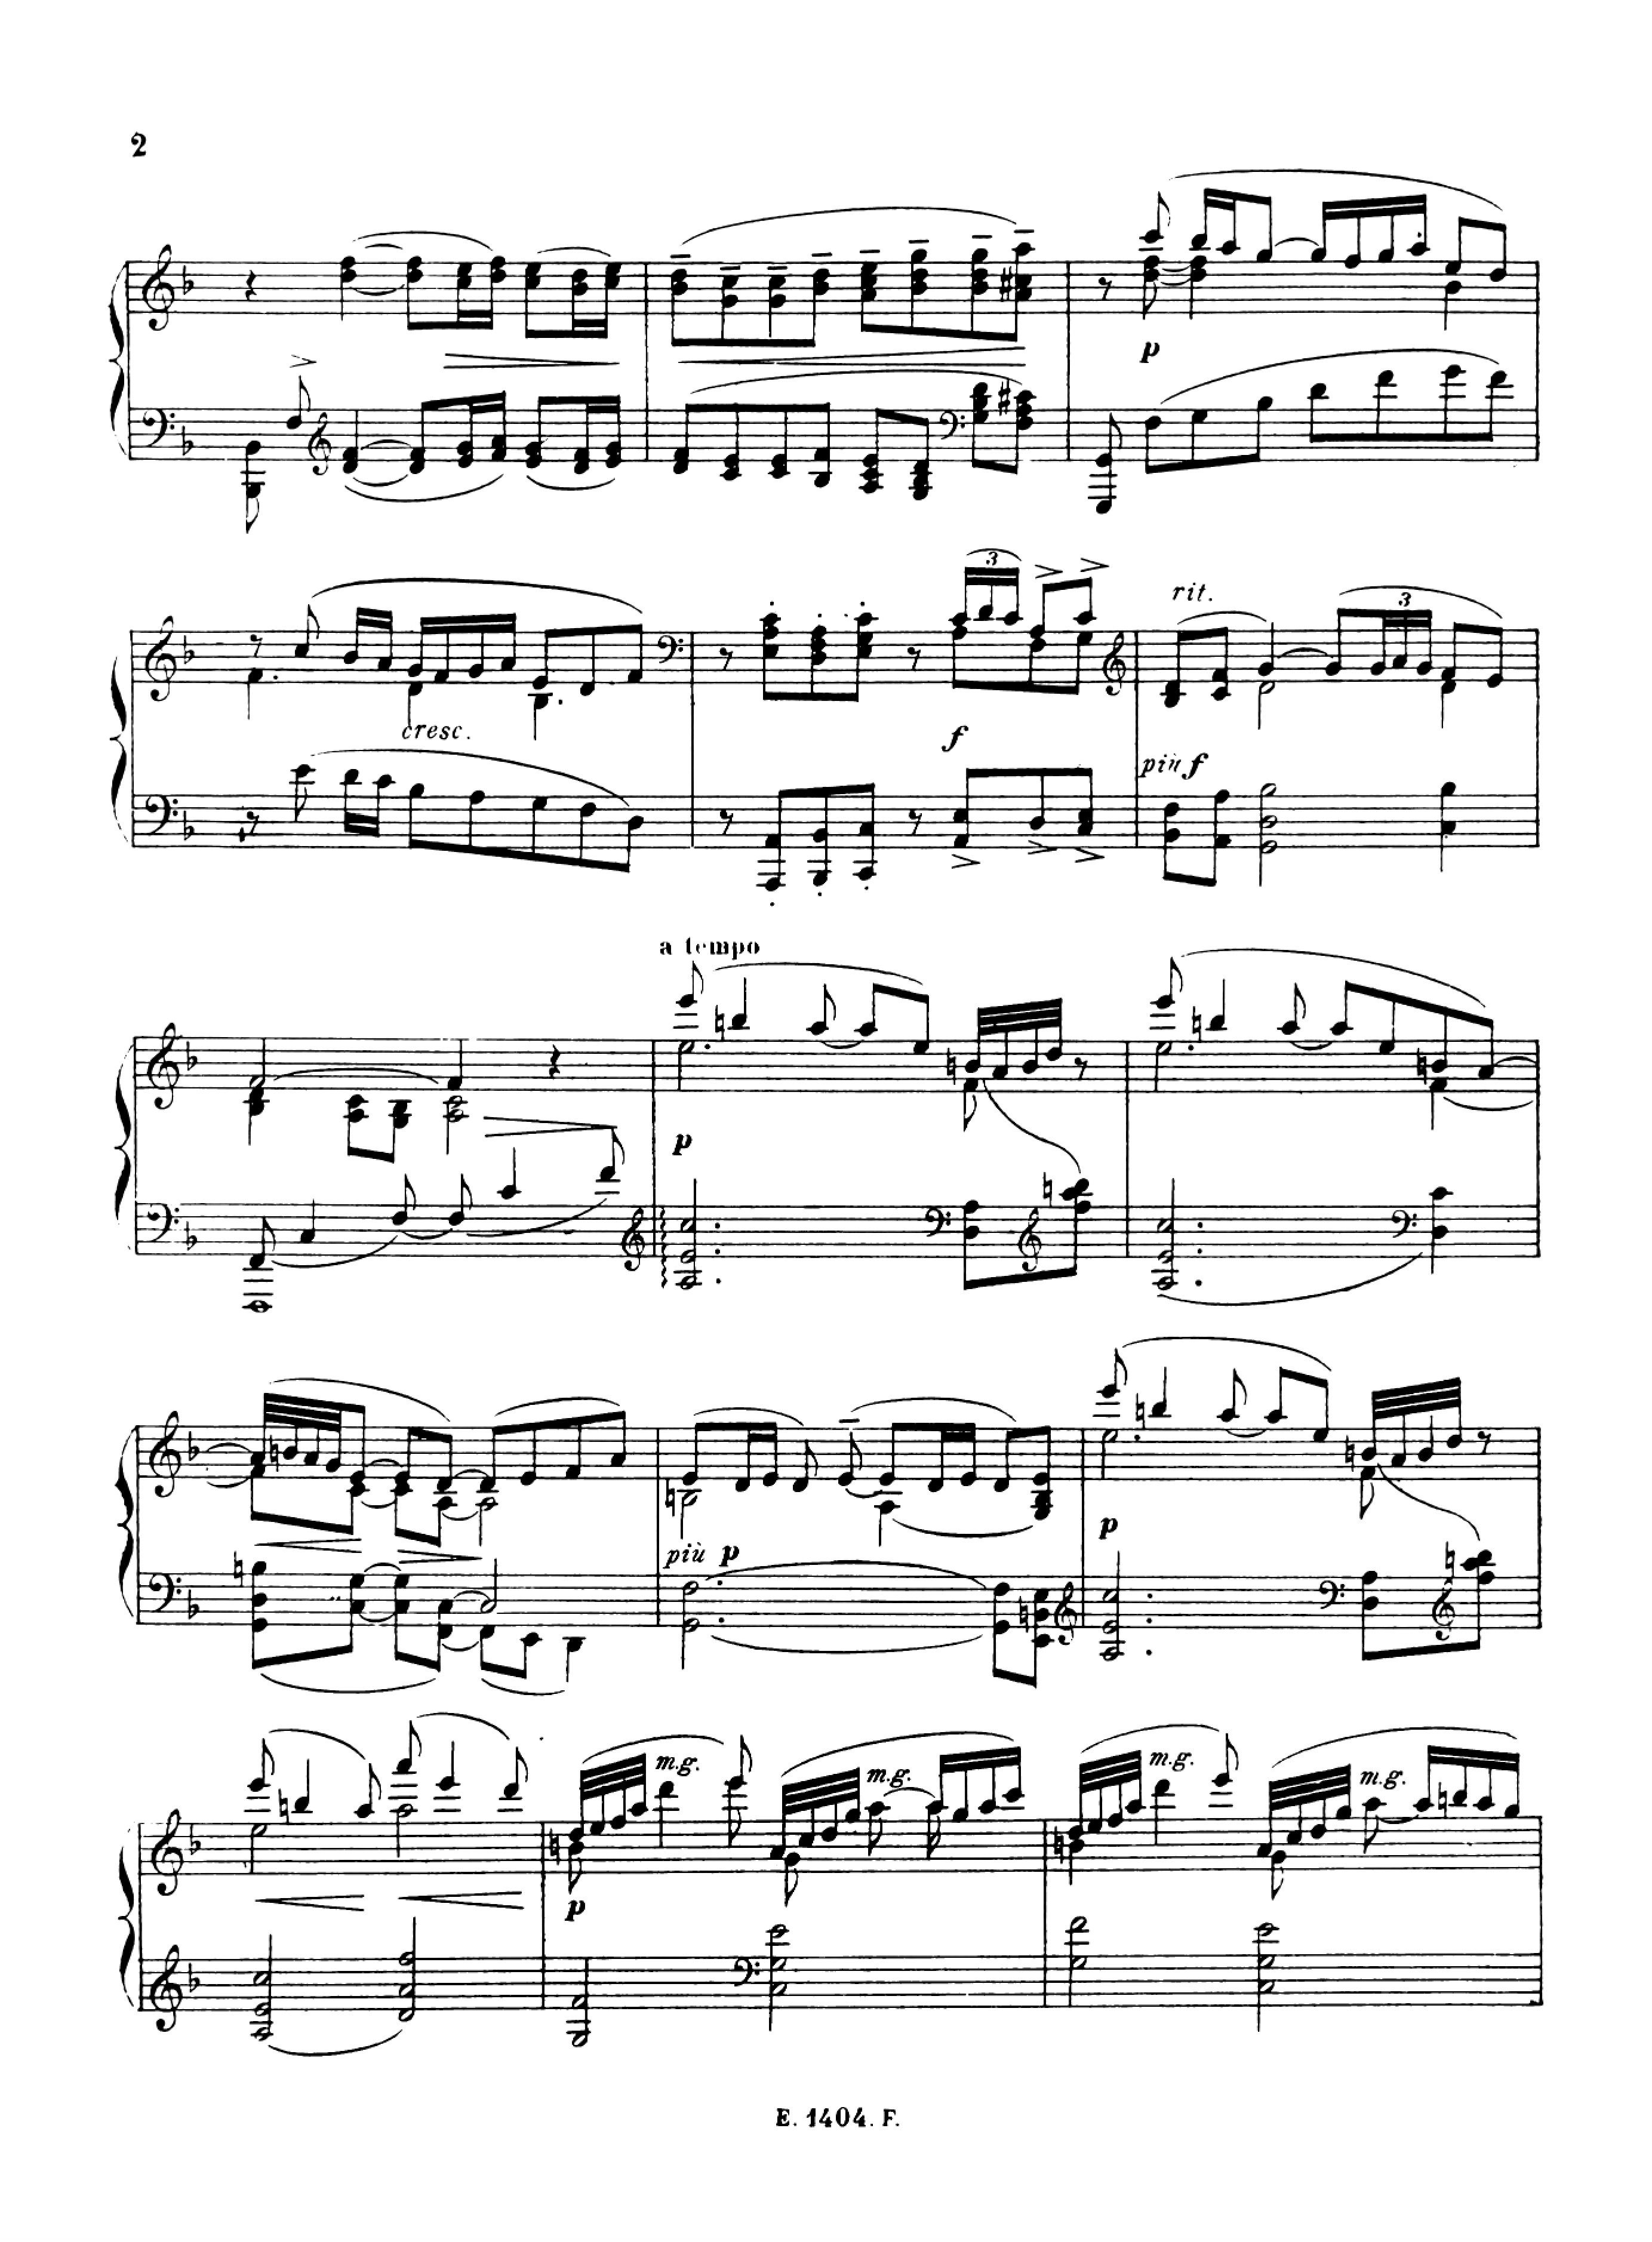 2
p
3
cresc.
f
rit.
3
più f
a tempo
p
più p
p
m.g.
m.g.
m.g.
m.g.
p
E. 1404. F.